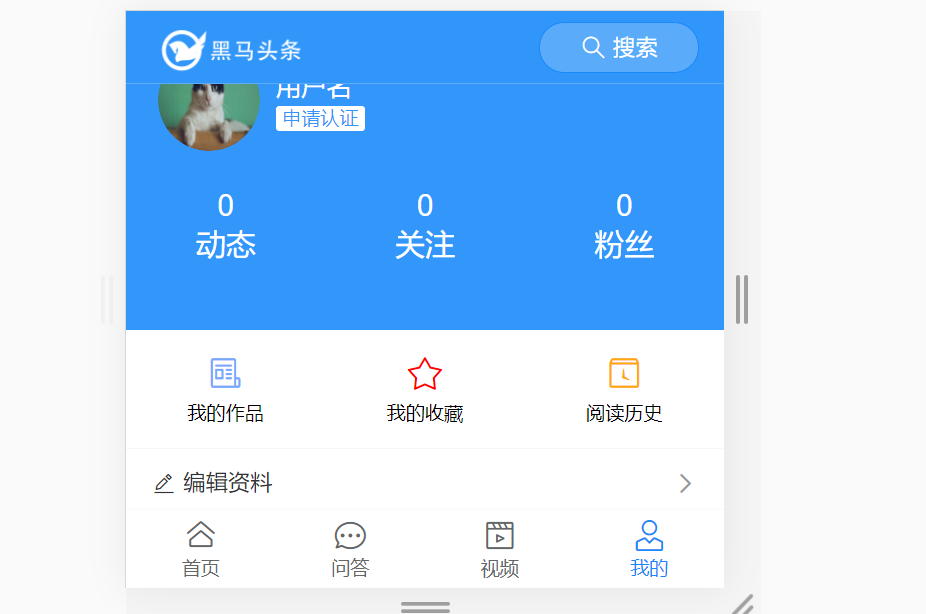 黑马头条
搜索
用户名
申请认证
0
动态
0
关注
0
粉丝
我的作品
我的收藏
阅读历史
编辑资料
首页
问答
视频
我的